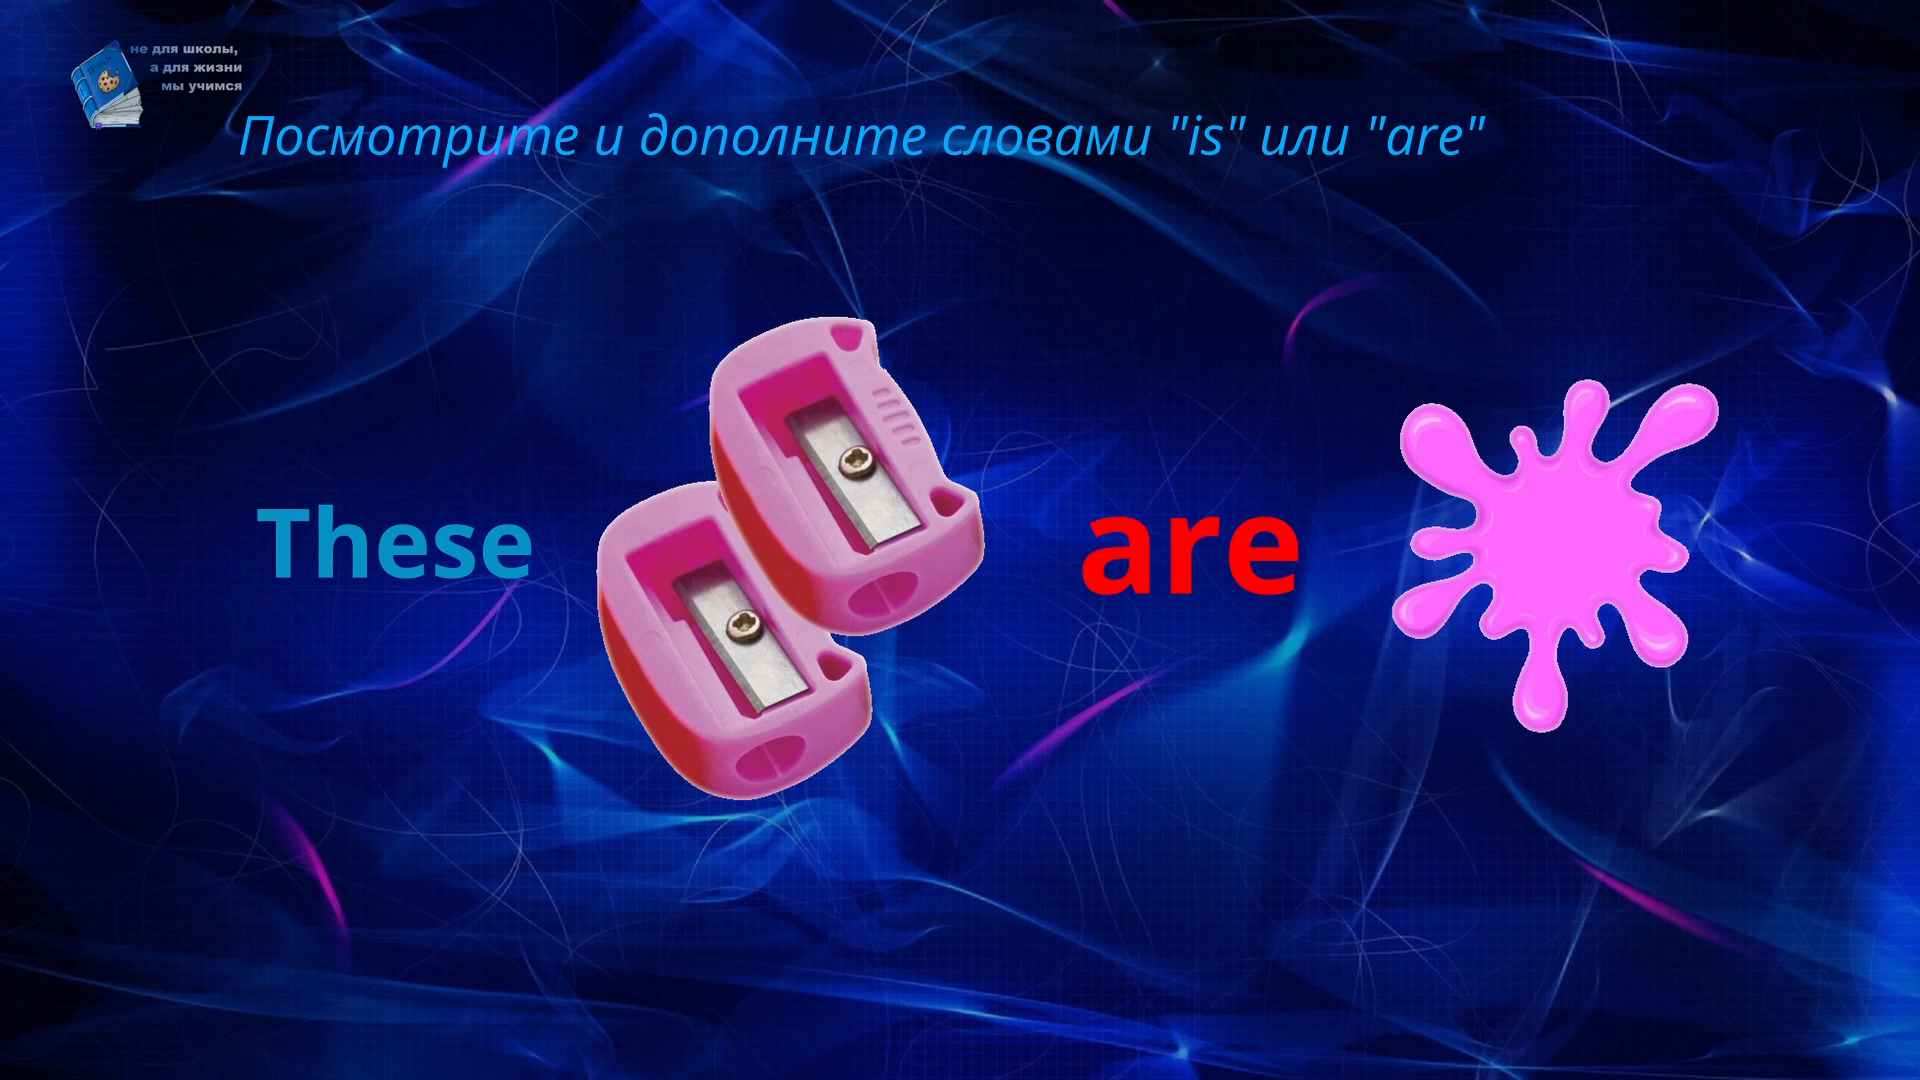 не для школы,
а для жизни
мы учимся
Посмотрите и дополните словами "is" или "are"
These are